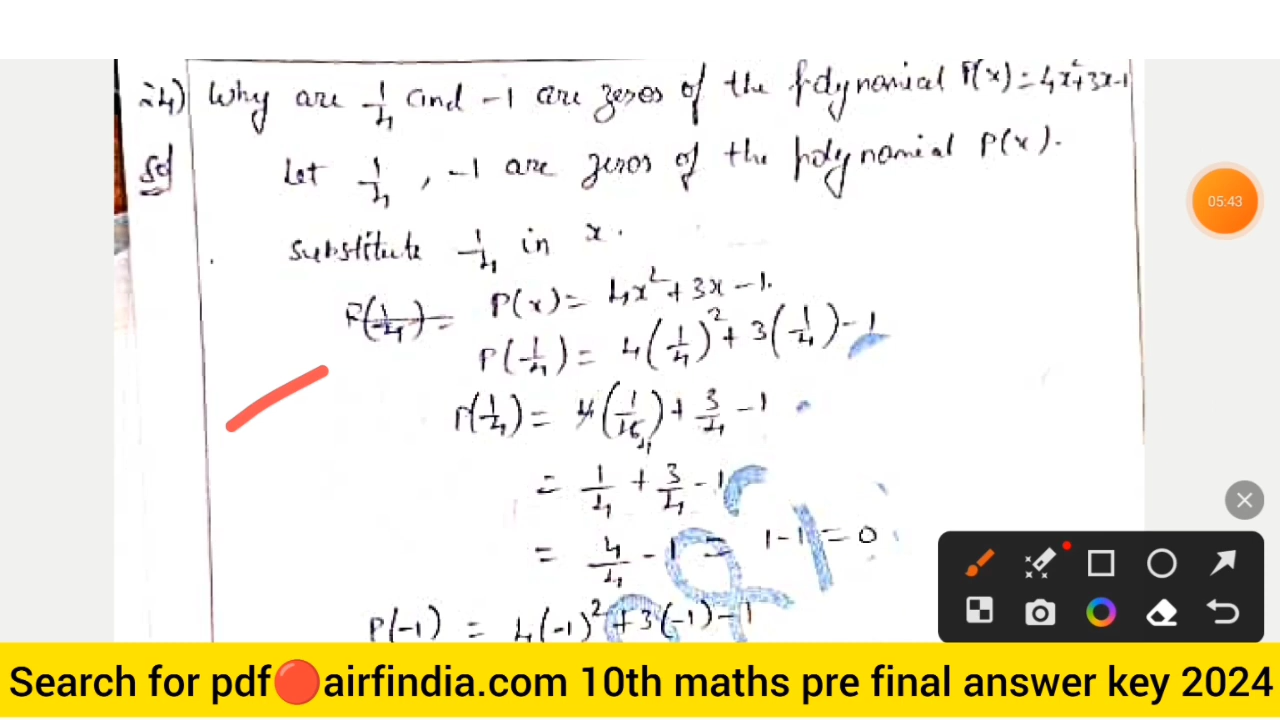 24) Why are 1/4 and -1 are zeros of the polynomial P(x)=4x²+3x-1
Sol Let 1/4, -1 are zeros of the polynomial P(x).
substitute 1/4 in x.
P(x)= 4x²+3x-1.
P(1/4)= 4(1/4)²+3(1/4)-1
P(1/4)= 4(1/16)+3/4-1
= 1/4+3/4-1
= 4/4-1 = 1-1=0
P(-1) = 4(-1)²+3(-1)-1
05:43
Search for pdf🔴airfindia.com 10th maths pre final answer key 2024